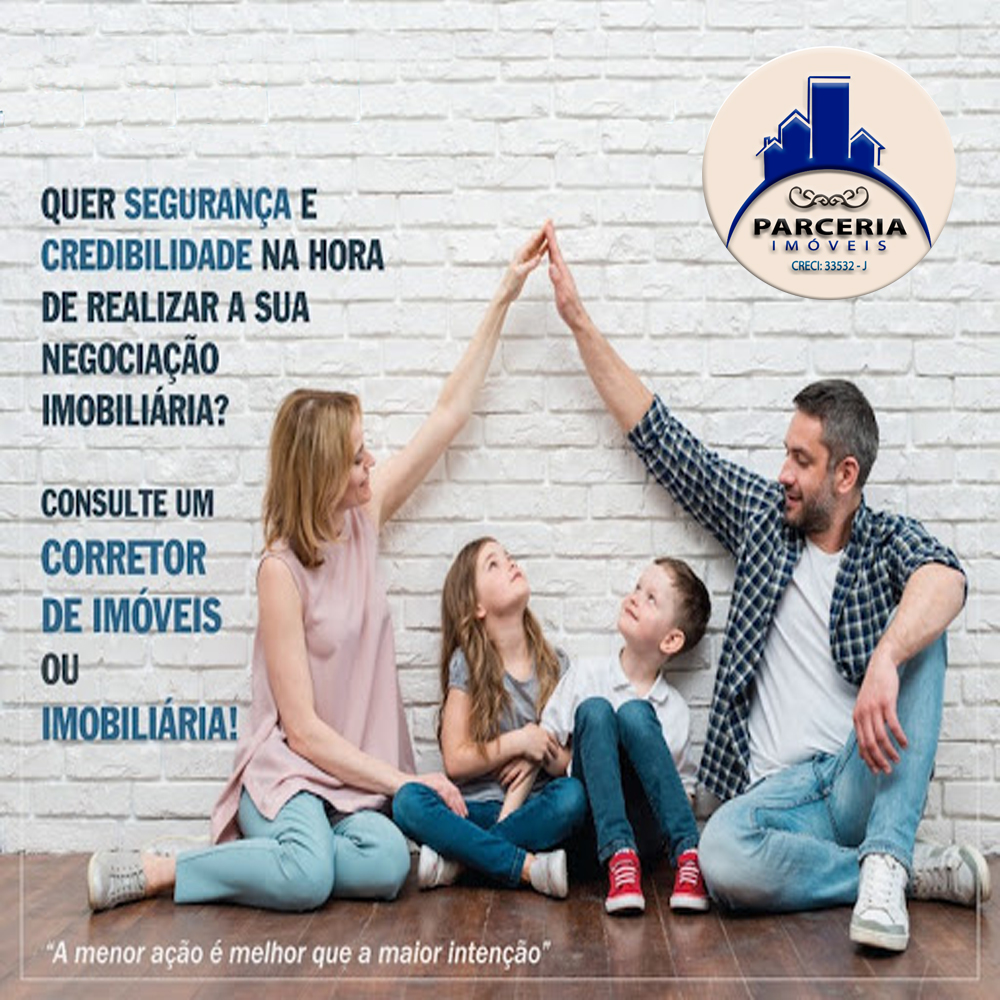 QUER SEGURANÇA E
CREDIBILIDADE NA HORA
DE REALIZAR A SUA
NEGOCIAÇÃO
IMOBILIÁRIA?
CONSULTE UM
CORRETOR
DE IMÓVEIS
OU
IMOBILIÁRIA!
PARCERIA
IMÓVEIS
CRECI: 33532 - J
“A menor ação é melhor que a maior intenção”